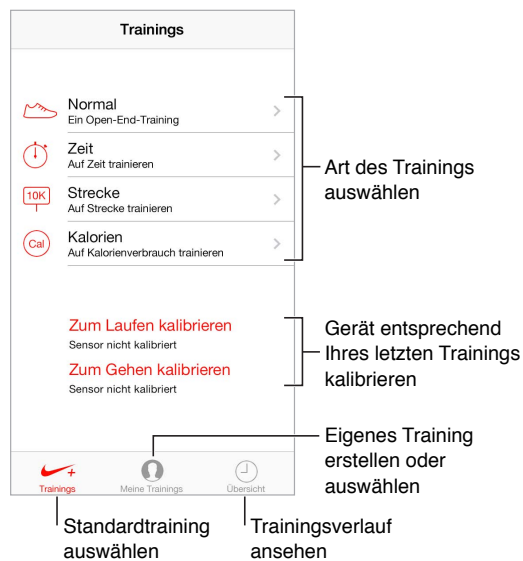 Trainings
Normal
Ein Open-End-Training
Zeit
Auf Zeit trainieren
10K
Strecke
Auf Strecke trainieren
Cal
Kalorien
Auf Kalorienverbrauch trainieren
Art des Trainings
auswählen
Zum Laufen kalibrieren
Sensor nicht kalibriert
Zum Gehen kalibrieren
Sensor nicht kalibriert
Gerät entsprechend
Ihres letzten Trainings
kalibrieren
Eigenes Training
erstellen oder
auswählen
Trainings
Meine Trainings
Übersicht
Standardtraining
auswählen
Trainingsverlauf
ansehen